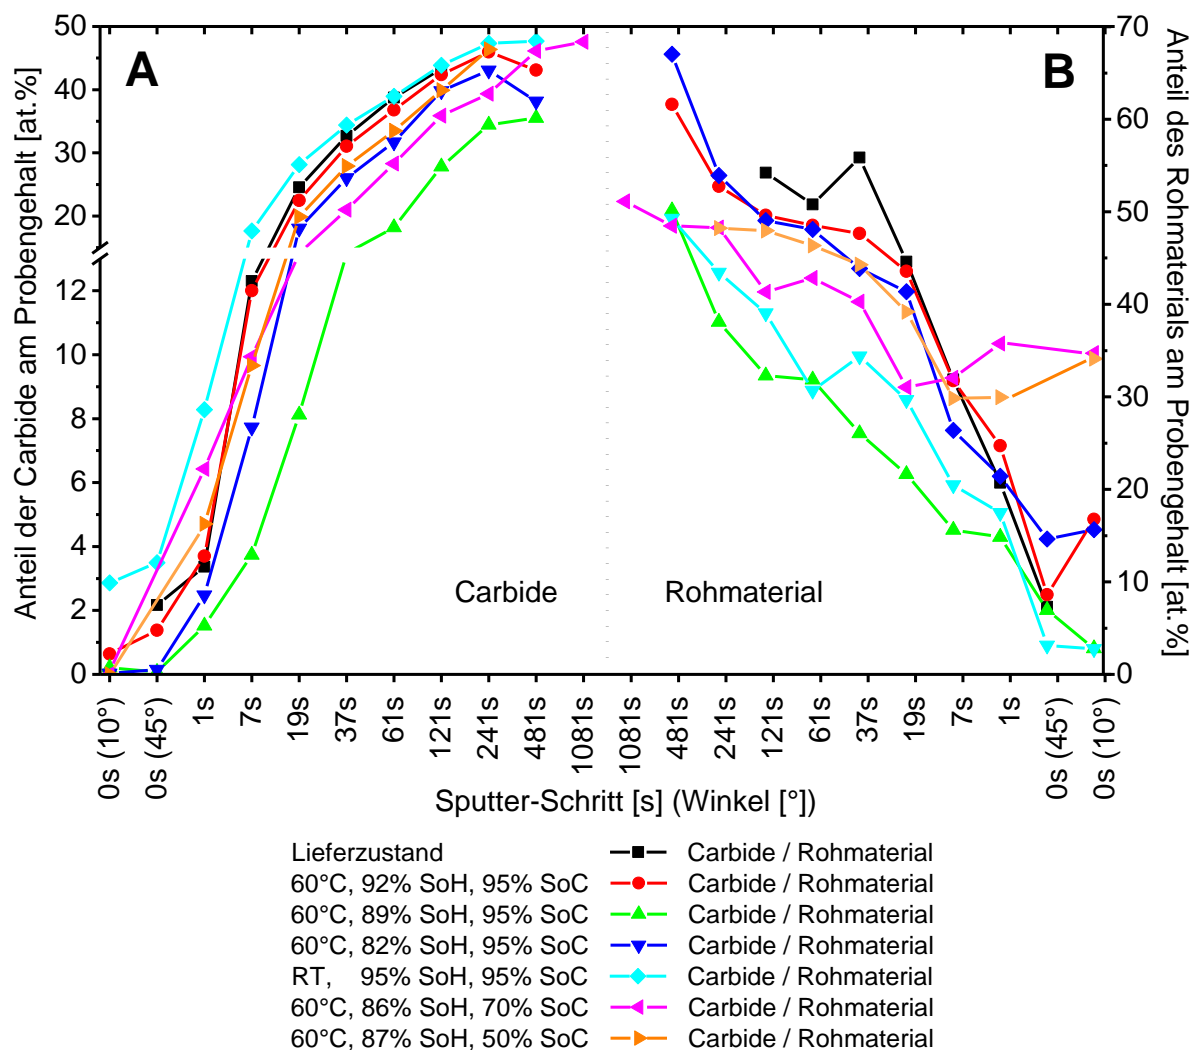 50
40
30
20
12
10
8
6
4
2
0
Anteil der Carbide am Probengehalt [at.%]
A
B
70
60
50
40
30
20
10
0
Anteil des Rohmaterials am Probengehalt [at.%]
Carbide
Rohmaterial
0s (10°)
0s (45°)
1s
7s
19s
37s
61s
121s
241s
481s
1081s
1081s
481s
241s
121s
61s
37s
19s
7s
1s
0s (45°)
0s (10°)
Sputter-Schritt [s] (Winkel [°])
Lieferzustand Carbide / Rohmaterial
60°C, 92% SoH, 95% SoC Carbide / Rohmaterial
60°C, 89% SoH, 95% SoC Carbide / Rohmaterial
60°C, 82% SoH, 95% SoC Carbide / Rohmaterial
RT, 95% SoH, 95% SoC Carbide / Rohmaterial
60°C, 86% SoH, 70% SoC Carbide / Rohmaterial
60°C, 87% SoH, 50% SoC Carbide / Rohmaterial